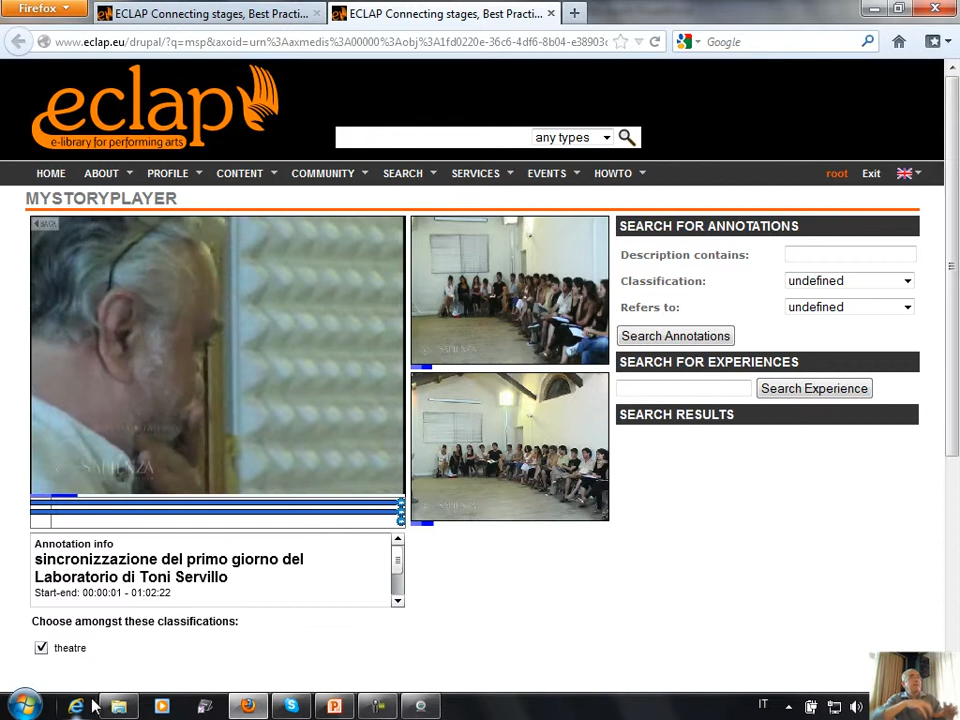 Firefox
ECLAP Connecting stages, Best Practi...
ECLAP Connecting stages, Best Practi...
www.eclap.eu/drupal/?q=msp&axoid=urn%3Aaxmedis%3A00000%3Aobj%3A1fd0220e-36c6-4df6-8b04-e38903c
Google
eclap
e-library for performing arts
any types
HOME ABOUT PROFILE CONTENT COMMUNITY SEARCH SERVICES EVENTS HOWTO root Exit
MYSTORYPLAYER
BACK
SAPIENZA
SEARCH FOR ANNOTATIONS
Description contains:
Classification: undefined
Refers to: undefined
Search Annotations
SEARCH FOR EXPERIENCES
Search Experience
SEARCH RESULTS
Annotation info
sincronizzazione del primo giorno del
Laboratorio di Toni Servillo
Start-end: 00:00:01 - 01:02:22
Choose amongst these classifications:
theatre
IT